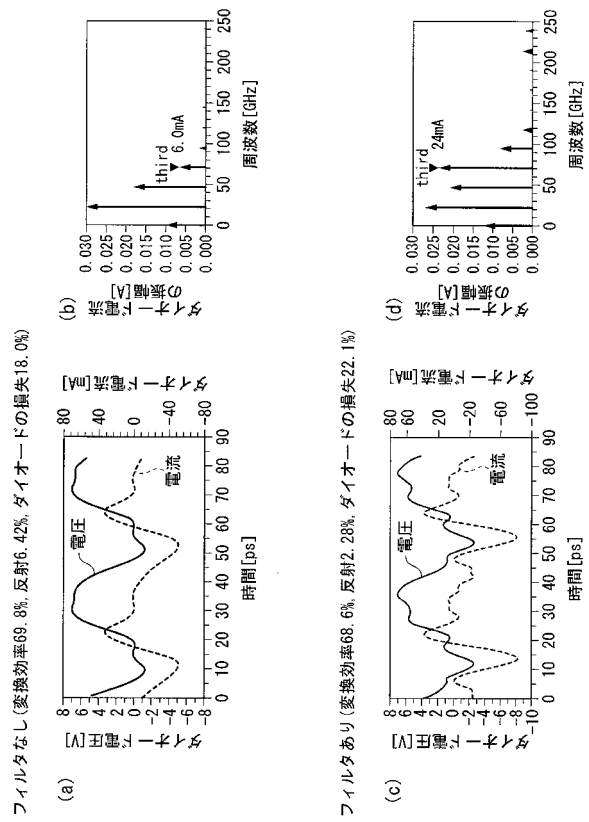 フィルタなし(変換効率69.8%, 反射6.42%, ダイオードの損失18.0%)
(a)
ダイオード電圧[V]
8
6
4
2
0
-2
-4
-6
-8
電圧
電流
0 10 20 30 40 50 60 70 80 90
時間[ps]
80
40
0
-40
-80
ダイオード電流[mA]
(b)
ダイオード電流
の振幅[A]
0.030
0.025
0.020
0.015
0.010
0.005
0.000
third
6.0mA
0 50 100 150 200 250
周波数[GHz]
フィルタあり(変換効率68.6%, 反射2.28%, ダイオードの損失22.1%)
(c)
ダイオード電圧[V]
8
6
4
2
0
-2
-4
-6
-8
-10
電圧
電流
0 10 20 30 40 50 60 70 80 90
時間[ps]
80
60
20
-20
-60
-100
ダイオード電流[mA]
(d)
ダイオード電流
の振幅[A]
0.030
0.025
0.020
0.015
0.010
0.005
0.000
third
24mA
0 50 100 150 200 250
周波数[GHz]